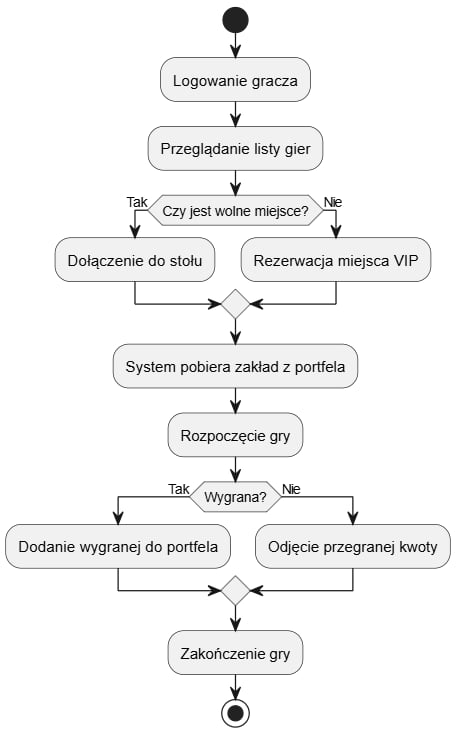 Logowanie gracza
Przeglądanie listy gier
Tak
Czy jest wolne miejsce?
Nie
Dołączenie do stołu
Rezerwacja miejsca VIP
System pobiera zakład z portfela
Rozpoczęcie gry
Tak
Wygrana?
Nie
Dodanie wygranej do portfela
Odjęcie przegranej kwoty
Zakończenie gry